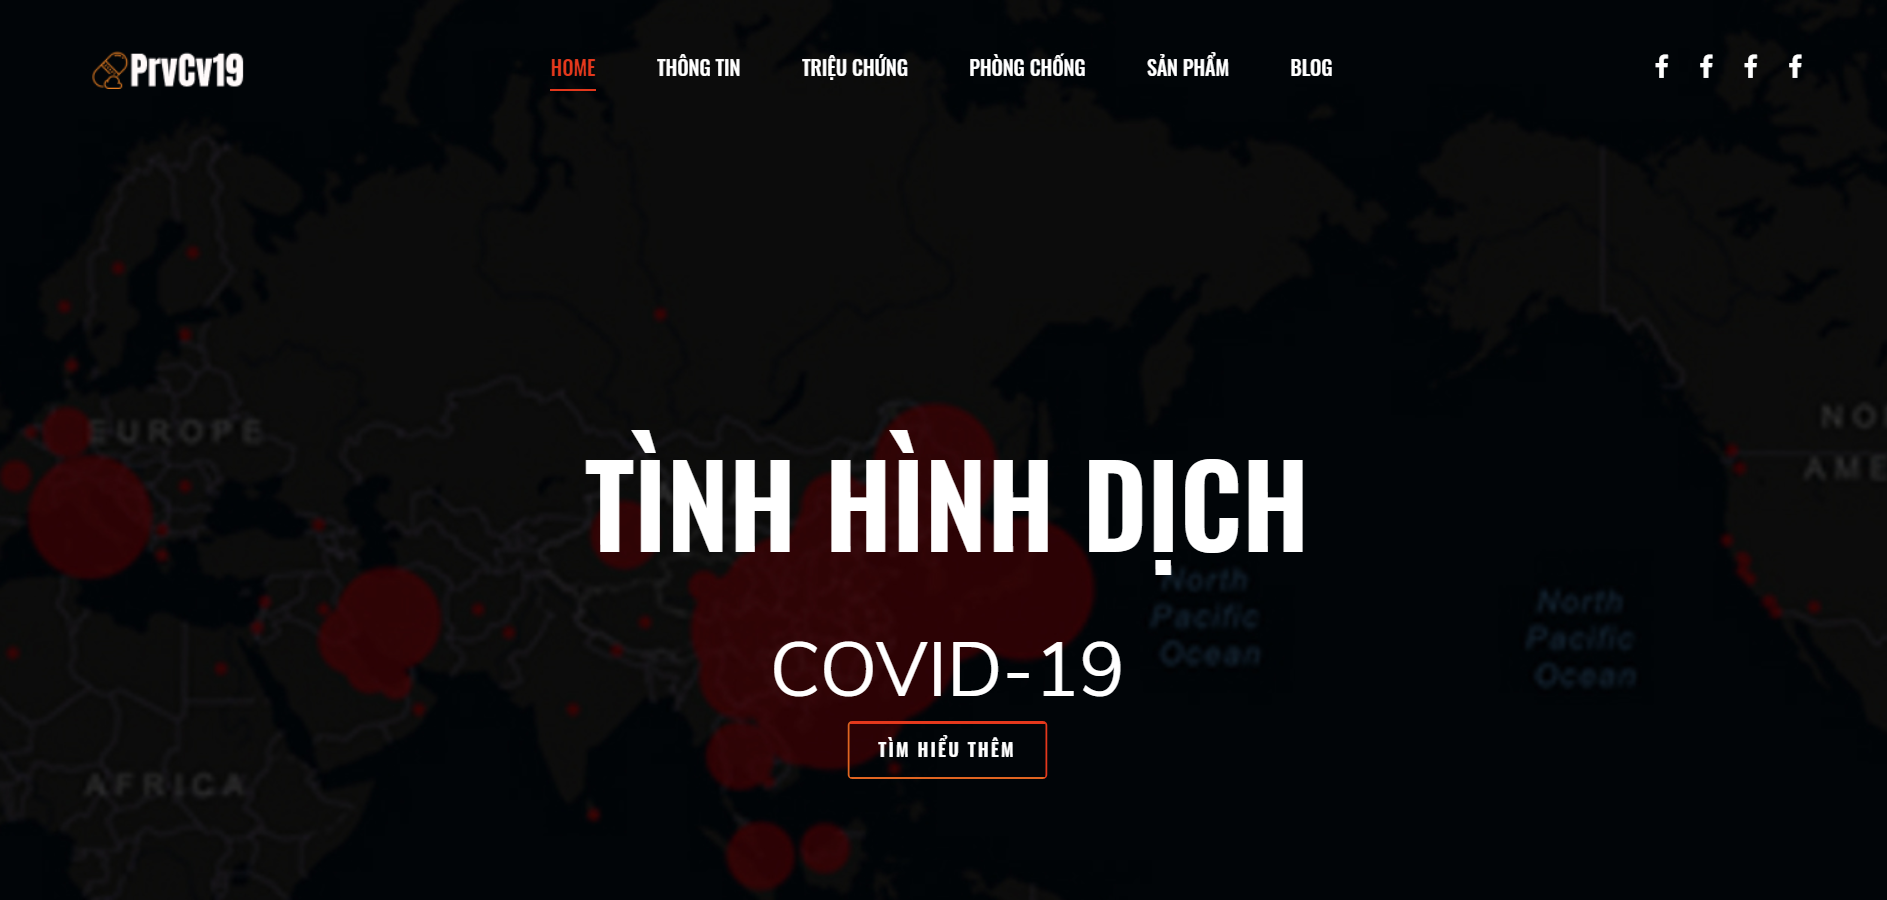 PrvCv19
HOME THÔNG TIN TRIỆU CHỨNG PHÒNG CHỐNG SẢN PHẨM BLOG
EUROPE
NO
AME
TÌNH HÌNH DỊCH
North
Pacific
Ocean
North
Pacific
Ocean
COVID-19
TÌM HIỂU THÊM
AFRICA